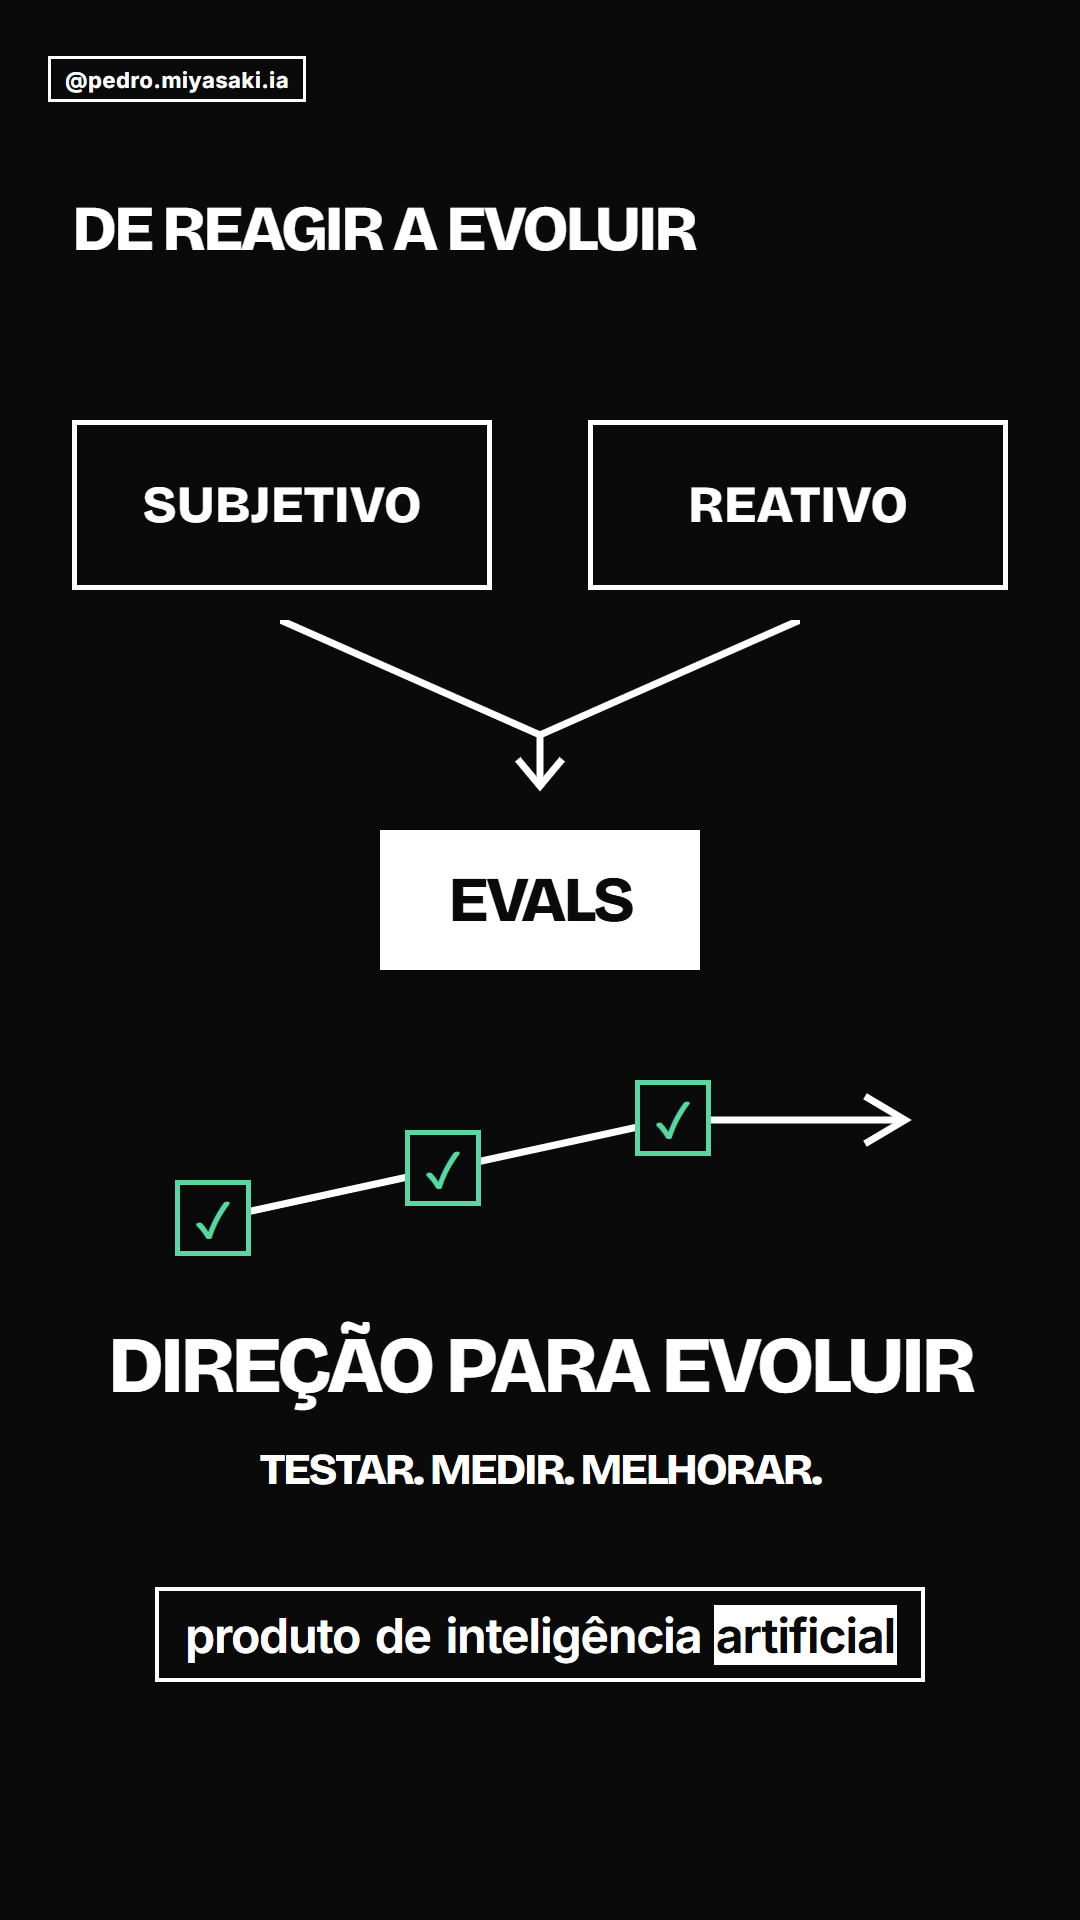 @pedro.miyasaki.ia
DE REAGIR A EVOLUIR
SUBJETIVO
REATIVO
EVALS
DIREÇÃO PARA EVOLUIR
TESTAR. MEDIR. MELHORAR.
produto de inteligência artificial